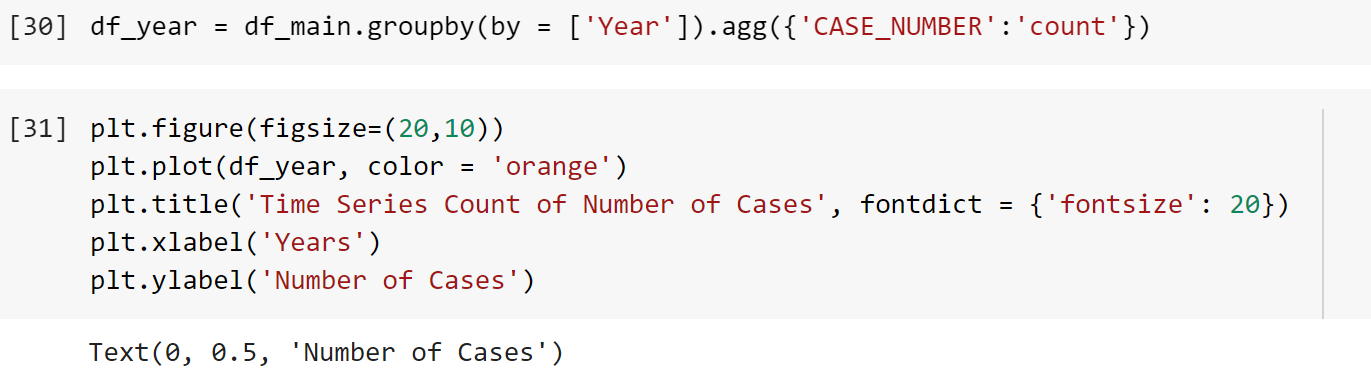 [30] df_year = df_main.groupby(by = ['Year']).agg({'CASE_NUMBER':'count'})
[31] plt.figure(figsize=(20,10))
plt.plot(df_year, color = 'orange')
plt.title('Time Series Count of Number of Cases', fontdict = {'fontsize': 20})
plt.xlabel('Years')
plt.ylabel('Number of Cases')
Text(0, 0.5, 'Number of Cases')